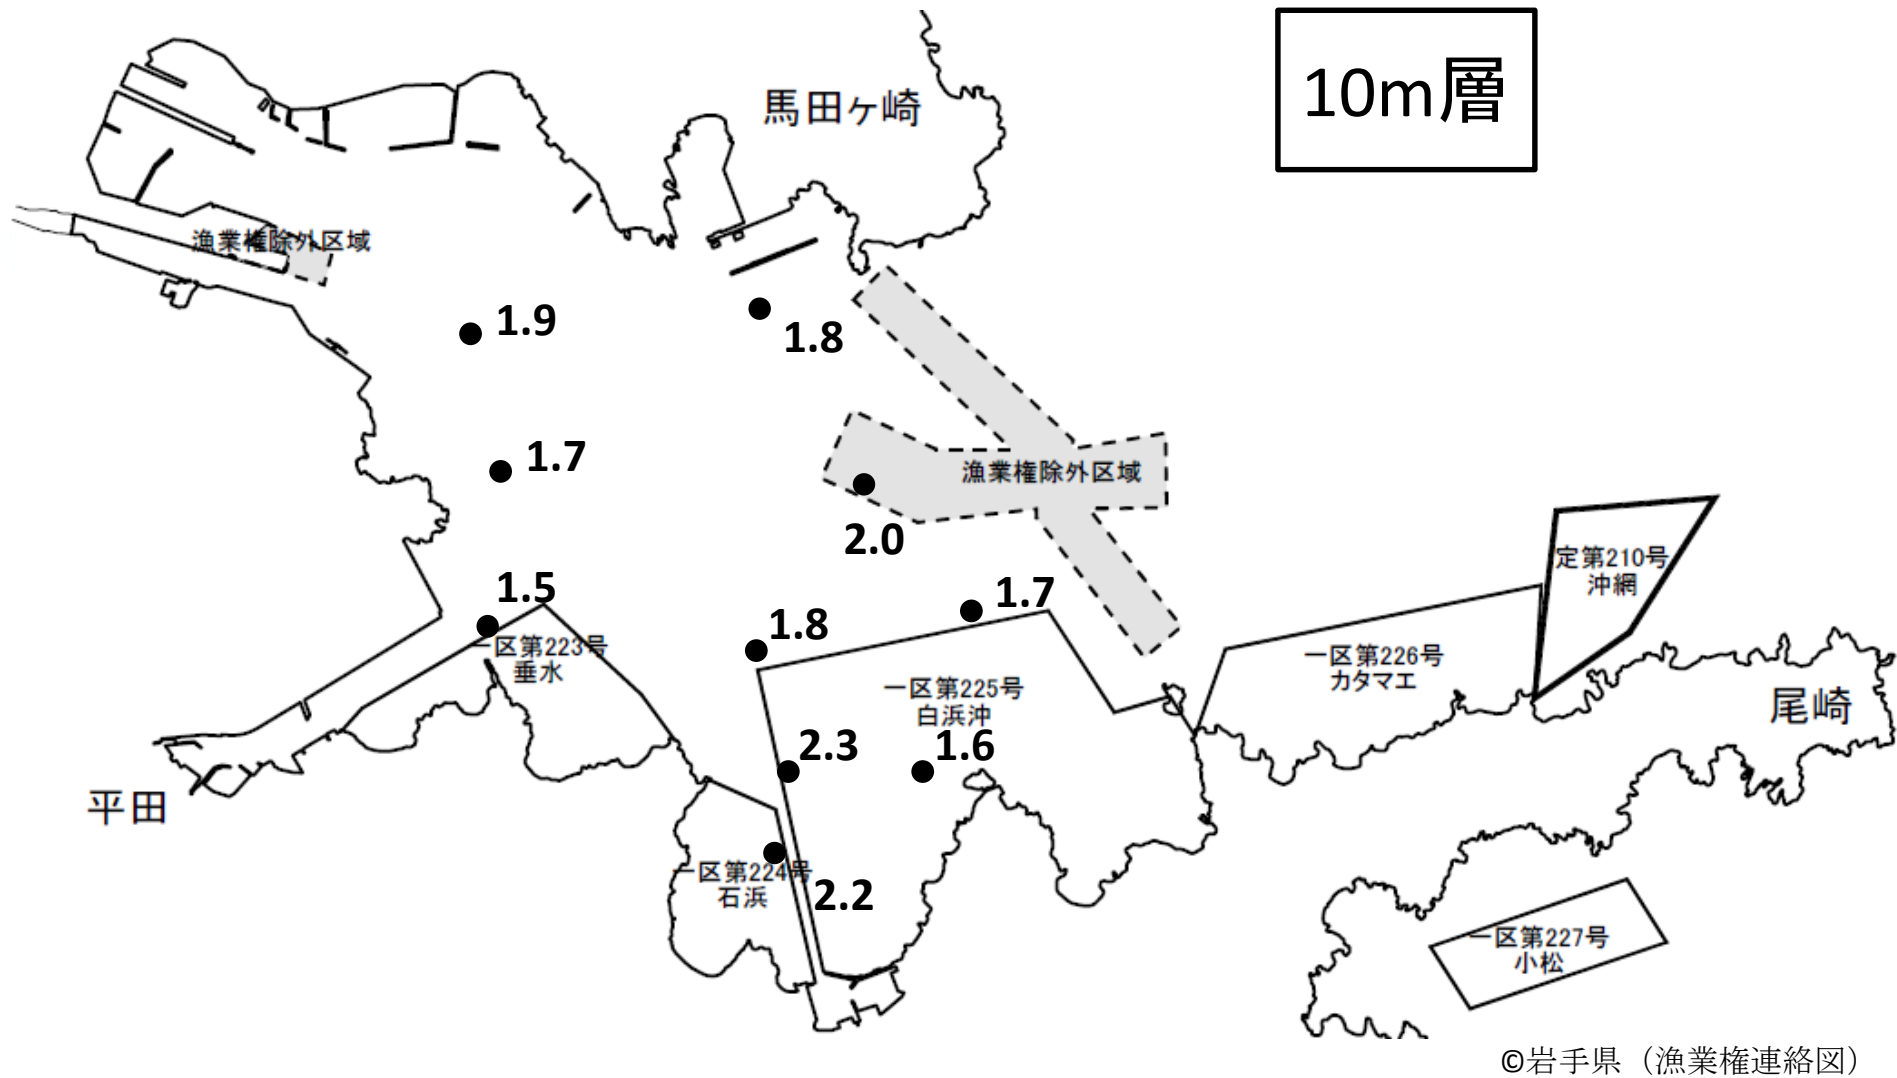 10m層
馬田ヶ崎
漁業権除外区域
1.9
1.8
1.7
漁業権除外区域
2.0
定第210号
沖網
1.5
1.7
1.8
一区第223号
垂水
一区第226号
カタマエ
一区第225号
白浜沖
尾崎
2.3
1.6
平田
一区第224号
石浜
2.2
一区第227号
小松
©岩手県（漁業権連絡図）